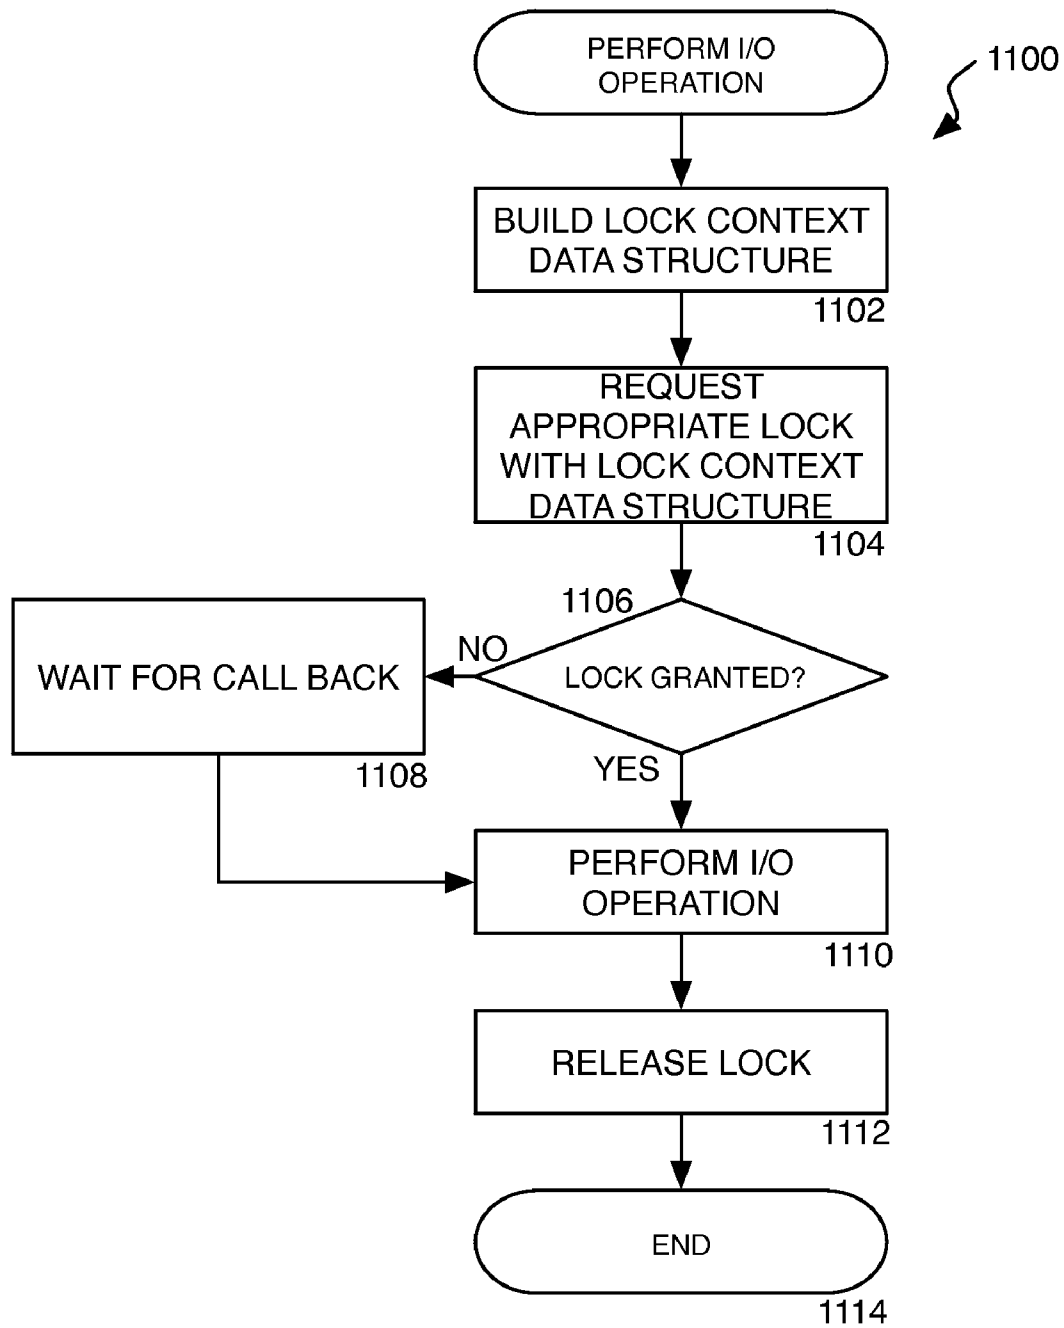 PERFORM I/O
OPERATION
1100
BUILD LOCK CONTEXT
DATA STRUCTURE
1102
REQUEST
APPROPRIATE LOCK
WITH LOCK CONTEXT
DATA STRUCTURE
1104
1106
NO
LOCK GRANTED?
WAIT FOR CALL BACK
1108
YES
PERFORM I/O
OPERATION
1110
RELEASE LOCK
1112
END
1114